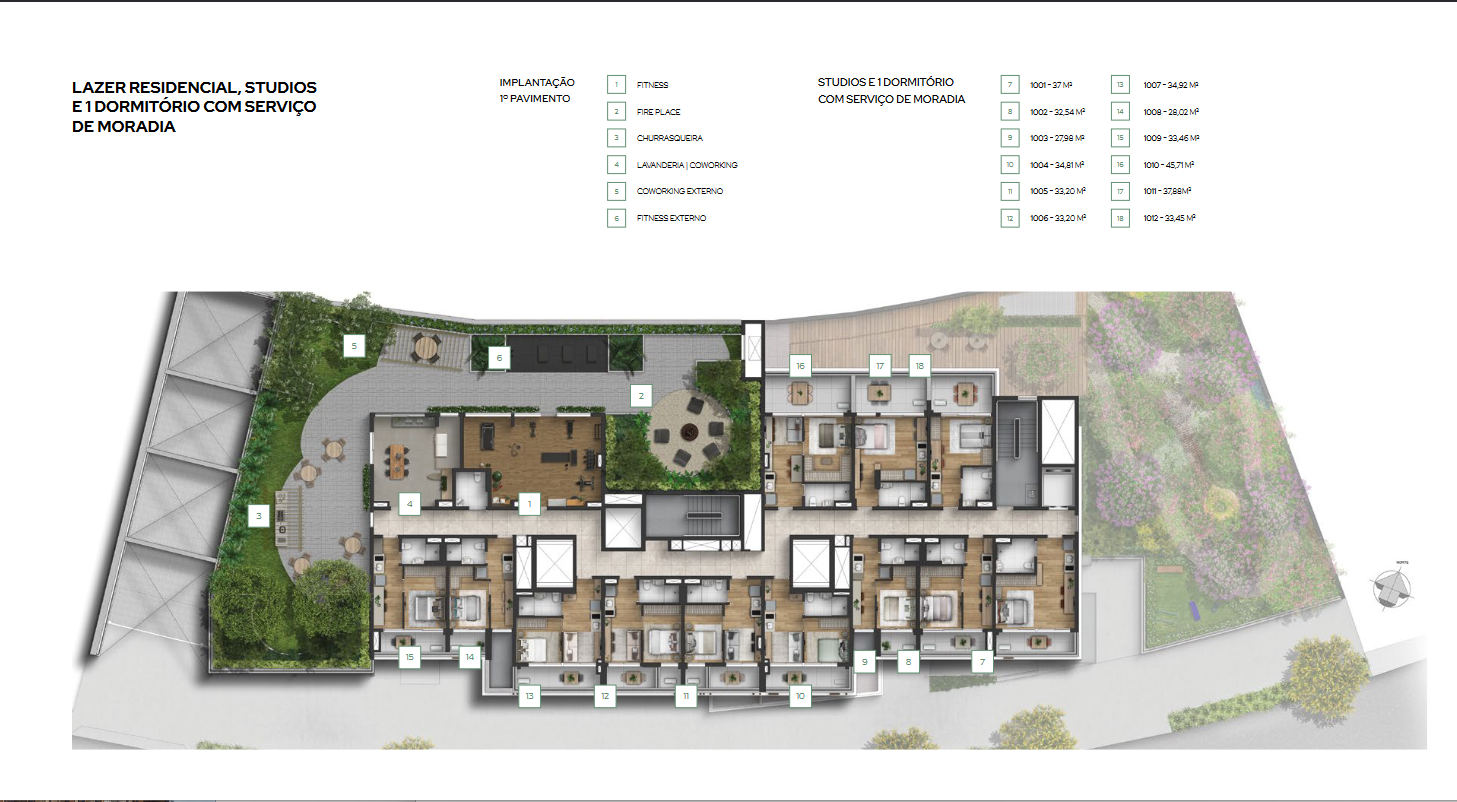 LAZER RESIDENCIAL, STUDIOS
E 1 DORMITÓRIO COM SERVIÇO
DE MORADIA
IMPLANTAÇÃO
1º PAVIMENTO
1 FITNESS
2 FIRE PLACE
3 CHURRASQUEIRA
4 LAVANDERIA | COWORKING
5 COWORKING EXTERNO
6 FITNESS EXTERNO
STUDIOS E 1 DORMITÓRIO
COM SERVIÇO DE MORADIA
7 1001 - 37 M²
8 1002 - 32,54 M²
9 1003 - 27,98 M²
10 1004 - 34,81 M²
11 1005 - 33,20 M²
12 1006 - 33,20 M²
13 1007 - 34,92 M²
14 1008 - 28,02 M²
15 1009 - 33,46 M²
16 1010 - 45,71 M²
17 1011 - 37,88M²
18 1012 - 33,45 M²
5
6
16
17
18
2
4
1
3
NORTE
15
14
9
8
7
13
12
11
10